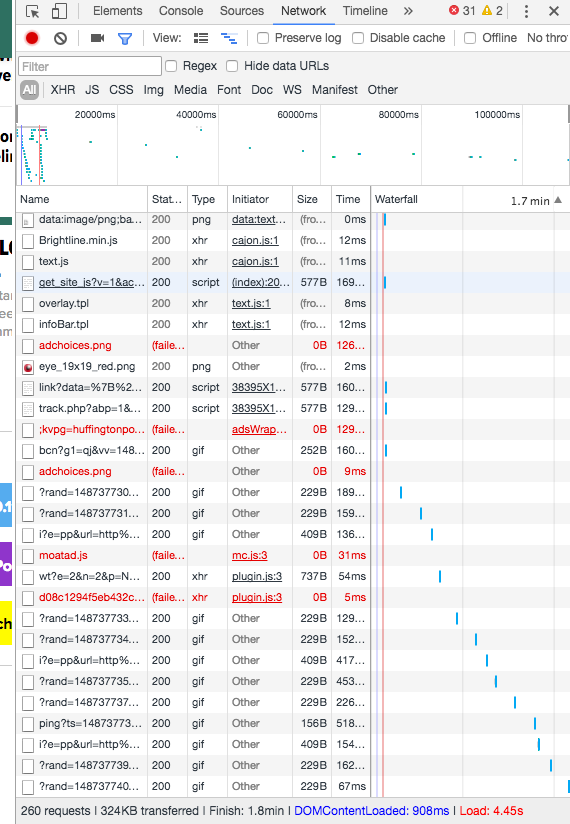 Elements Console Sources Network Timeline » 31 2
View: Preserve log Disable cache Offline No thro
Filter Regex Hide data URLs
All XHR JS CSS Img Media Font Doc WS Manifest Other
20000ms 40000ms 60000ms 80000ms 100000ms
Name Stat... Type Initiator Size Time Waterfall 1.7 min
data:image/png;ba... 200 png data:text... (fro... 0ms
Brightline.min.js 200 xhr cajon.js:1 (fro... 12ms
text.js 200 xhr cajon.js:1 (fro... 11ms
get_site_js?v=1&ac... 200 script (index):20... 577B 169...
overlay.tpl 200 xhr text.js:1 (fro... 8ms
infoBar.tpl 200 xhr text.js:1 (fro... 12ms
adchoices.png (faile... Other 0B 126...
eye_19x19_red.png 200 png Other (fro... 2ms
link?data=%7B%2... 200 script 38395X1... 577B 160...
track.php?abp=1&... 200 script 38395X1... 577B 129...
;kvpg=huffingtonpo... (faile... adsWrap... 0B 129...
bcn?g1=qj&vv=148... 200 gif Other 252B 160...
adchoices.png (faile... Other 0B 9ms
?rand=148737730... 200 gif Other 229B 189...
?rand=148737731... 200 gif Other 229B 159...
i?e=pp&url=http%... 200 gif Other 409B 136...
moatad.js (faile... mc.js:3 0B 31ms
wt?e=2&n=2&p=N... 200 xhr plugin.js:3 737B 54ms
d08c1294f5eb432c... (faile... xhr plugin.js:3 0B 5ms
?rand=148737733... 200 gif Other 229B 129...
?rand=148737734... 200 gif Other 229B 152...
i?e=pp&url=http%... 200 gif Other 409B 417...
?rand=148737735... 200 gif Other 229B 453...
?rand=148737737... 200 gif Other 229B 226...
ping?ts=14873773... 200 gif Other 156B 518...
i?e=pp&url=http%... 200 gif Other 409B 154...
?rand=148737739... 200 gif Other 229B 162...
?rand=148737740... 200 gif Other 229B 67ms
260 requests | 324KB transferred | Finish: 1.8min | DOMContentLoaded: 908ms | Load: 4.45s